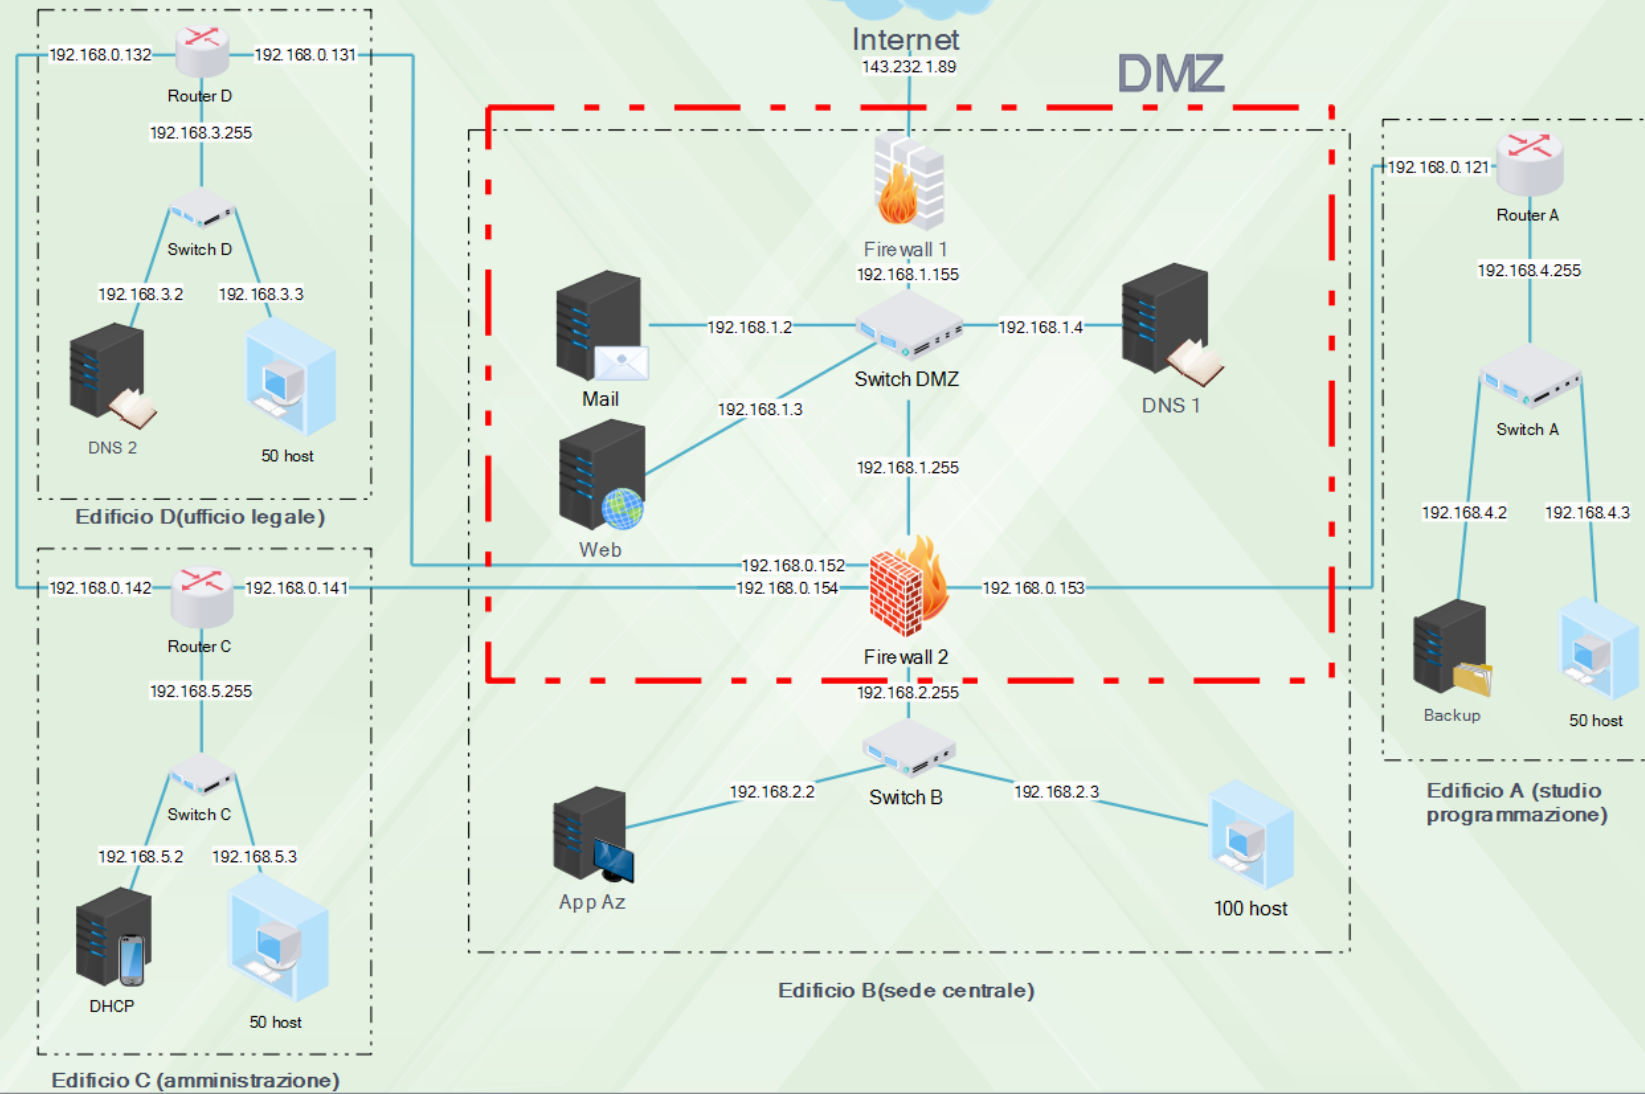 Internet
143.232.1.89
DMZ
192.168.0.132
192.168.0.131
Router D
192.168.3.255
Switch D
192.168.3.2
192.168.3.3
DNS 2
50 host
Edificio D(ufficio legale)
192.168.0.142
192.168.0.141
Router C
192.168.5.255
Switch C
192.168.5.2
192.168.5.3
DHCP
50 host
Edificio C (amministrazione)
Firewall 1
192.168.1.155
192.168.1.2
192.168.1.4
Mail
Switch DMZ
DNS 1
192.168.1.3
Web
192.168.1.255
192.168.0.152
192.168.0.154
192.168.0.153
Firewall 2
192.168.2.255
192.168.2.2
Switch B
192.168.2.3
App Az
100 host
Edificio B(sede centrale)
192.168.0.121
Router A
192.168.4.255
Switch A
192.168.4.2
192.168.4.3
Backup
50 host
Edificio A (studio
programmazione)